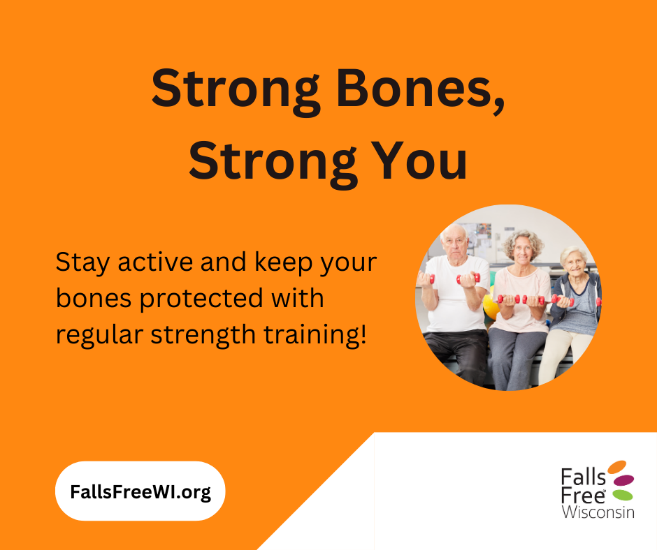 Strong Bones,
Strong You
Stay active and keep your
bones protected with
regular strength training!
FallsFreeWI.org
Falls
Free
Wisconsin